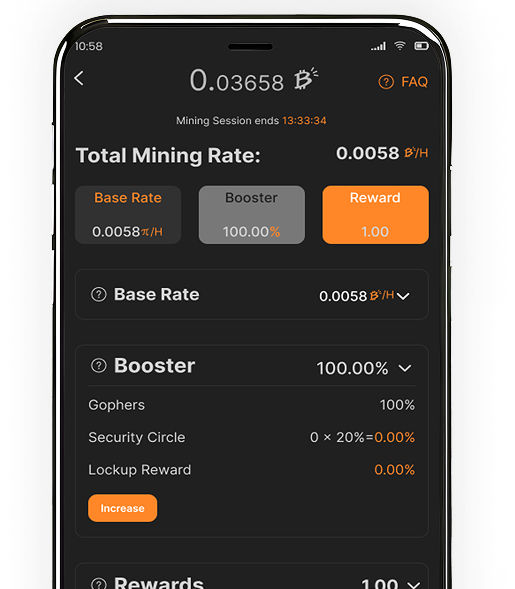 10:58
0.03658
FAQ
Mining Session ends 13:33:34
Total Mining Rate: 0.0058 ₿/H
Base Rate Booster Reward
0.0058π/H 100.00% 1.00
Base Rate 0.0058 ₿/H
Booster 100.00%
Gophers 100%
Security Circle 0 × 20%=0.00%
Lockup Reward 0.00%
Increase
Rewards 1.00